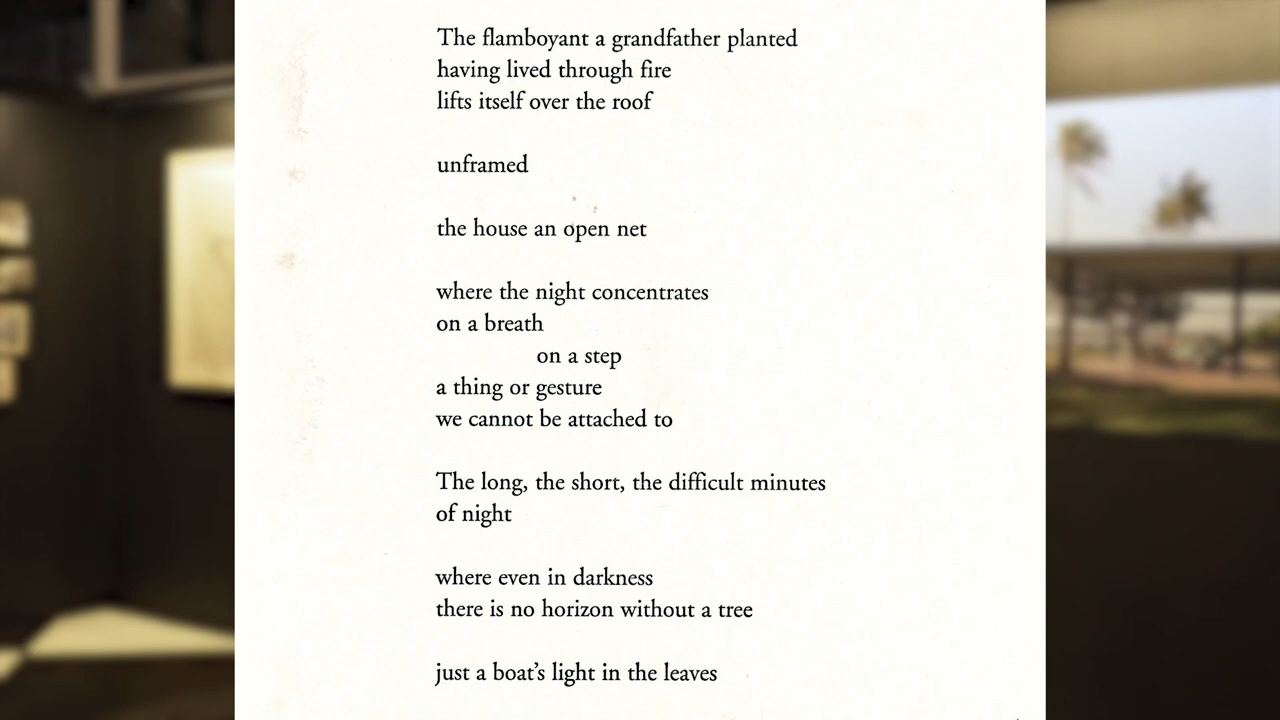 The flamboyant a grandfather planted
having lived through fire
lifts itself over the roof
unframed
the house an open net
where the night concentrates
on a breath
on a step
a thing or gesture
we cannot be attached to
The long, the short, the difficult minutes
of night
where even in darkness
there is no horizon without a tree
just a boat’s light in the leaves